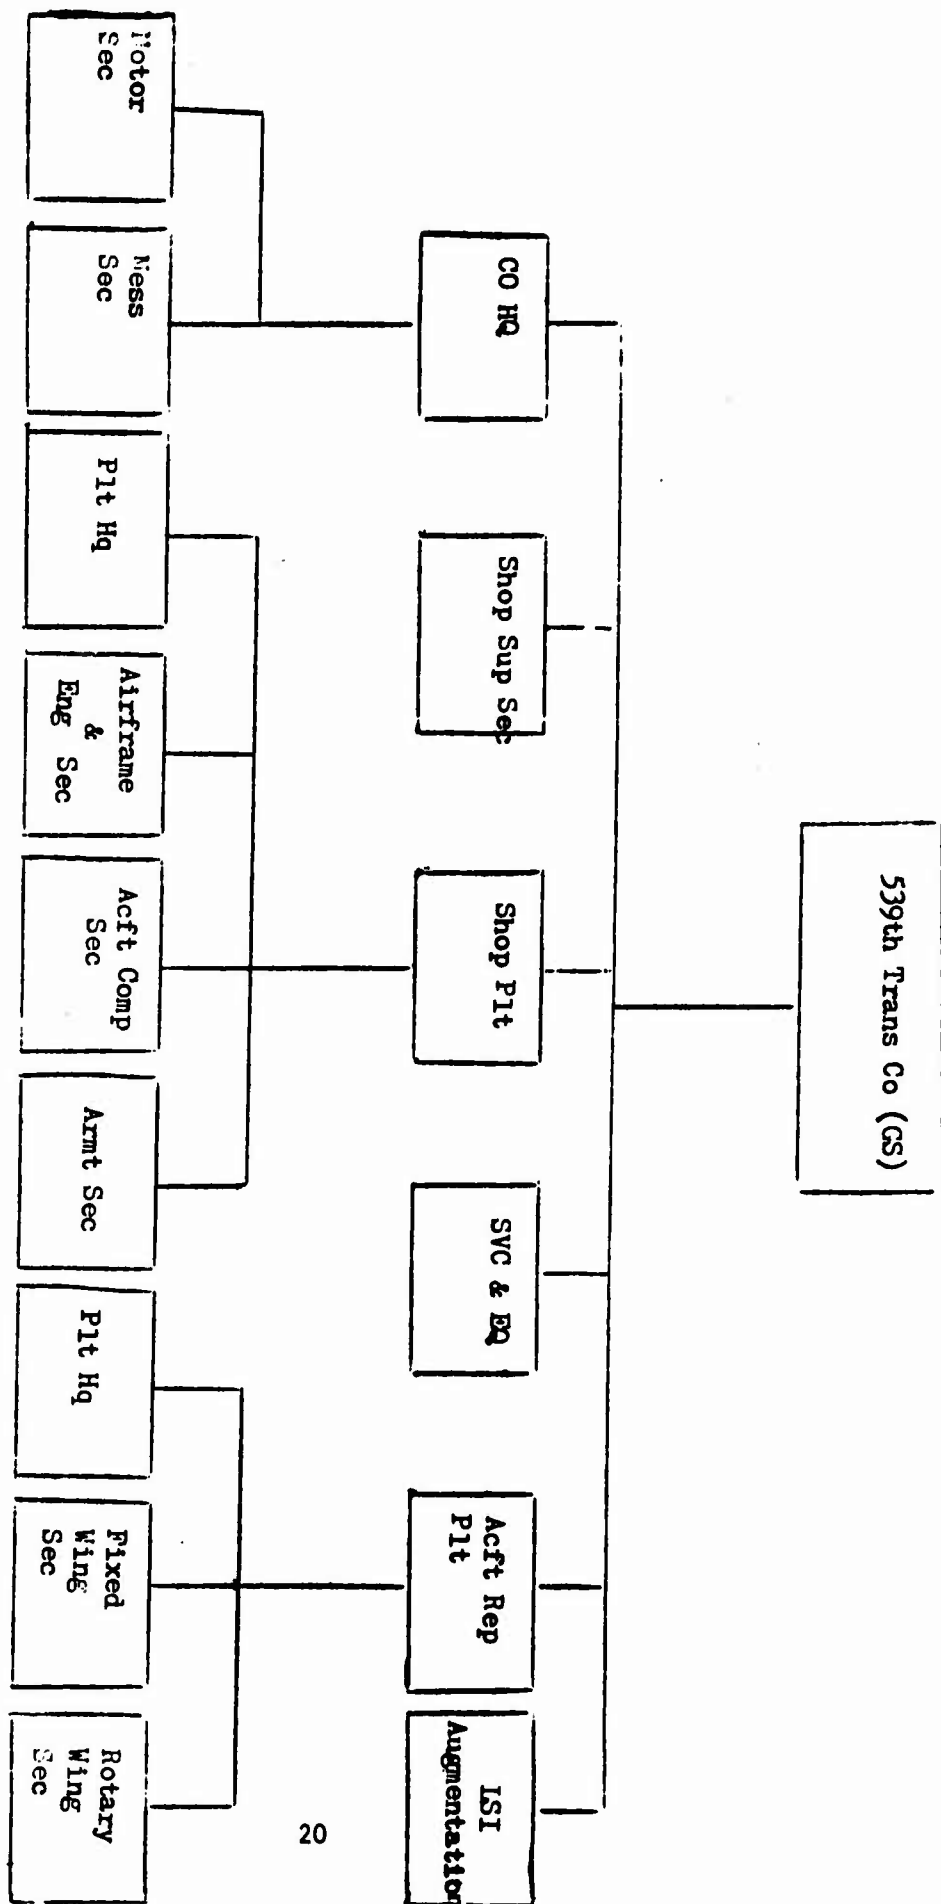 539th Trans Co (GS)
CO HQ
Shop Sup Sec
Shop Plt
SVC & EQ
Acft Rep
Plt
LSI
Augmentation
Motor
Sec
Mess
Sec
Plt Hq
Airframe
&
Eng Sec
Acft Comp
Sec
Armt Sec
Plt Hq
Fixed
Wing
Sec
Rotary
Wing
Sec
20